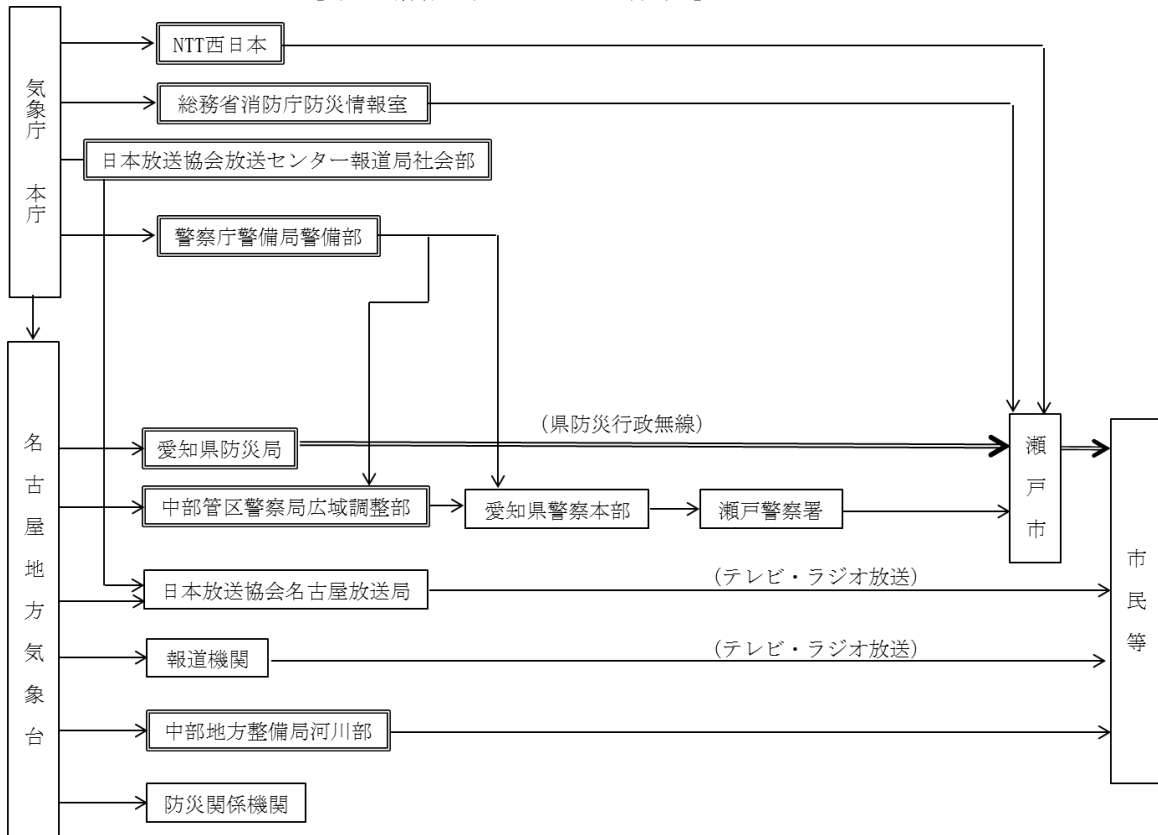 気象庁 本庁
NTT西日本
総務省消防庁防災情報室
日本放送協会放送センター報道局社会部
警察庁警備局警備部
名古屋地方気象台
愛知県防災局
(県防災行政無線)
瀬戸市
中部管区警察局広域調整部
愛知県警察本部
瀬戸警察署
日本放送協会名古屋放送局
(テレビ・ラジオ放送)
市民等
報道機関
(テレビ・ラジオ放送)
中部地方整備局河川部
防災関係機関